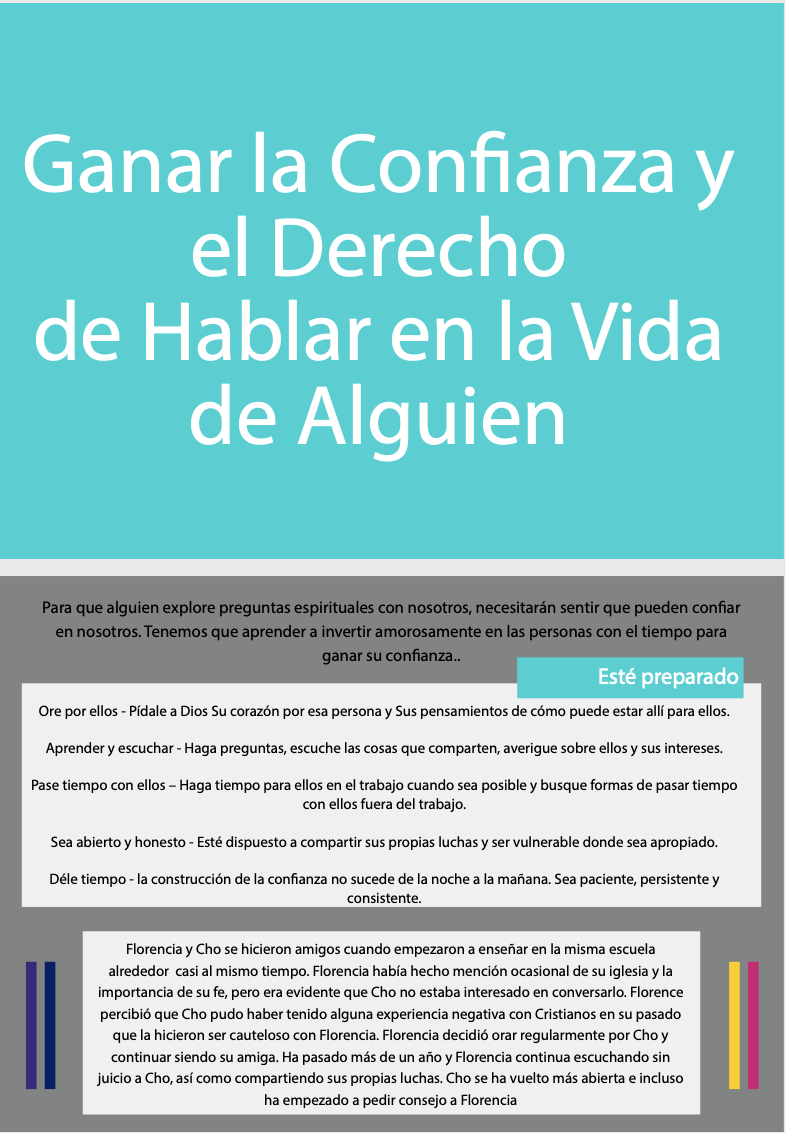 Ganar la Confianza y
el Derecho
de Hablar en la Vida
de Alguien
Para que alguien explore preguntas espirituales con nosotros, necesitarán sentir que pueden confiar
en nosotros. Tenemos que aprender a invertir amorosamente en las personas con el tiempo para
ganar su confianza..
Esté preparado
Ore por ellos - Pídale a Dios Su corazón por esa persona y Sus pensamientos de cómo puede estar allí para ellos.
Aprender y escuchar - Haga preguntas, escuche las cosas que comparten, averigue sobre ellos y sus intereses.
Pase tiempo con ellos – Haga tiempo para ellos en el trabajo cuando sea posible y busque formas de pasar tiempo
con ellos fuera del trabajo.
Sea abierto y honesto - Esté dispuesto a compartir sus propias luchas y ser vulnerable donde sea apropiado.
Déle tiempo - la construcción de la confianza no sucede de la noche a la mañana. Sea paciente, persistente y
consistente.
Florencia y Cho se hicieron amigos cuando empezaron a enseñar en la misma escuela
alrededor casi al mismo tiempo. Florencia había hecho mención ocasional de su iglesia y la
importancia de su fe, pero era evidente que Cho no estaba interesado en conversarlo. Florence
percibió que Cho pudo haber tenido alguna experiencia negativa con Cristianos en su pasado
que la hicieron ser cauteloso con Florencia. Florencia decidió orar regularmente por Cho y
continuar siendo su amiga. Ha pasado más de un año y Florencia continua escuchando sin
juicio a Cho, así como compartiendo sus propias luchas. Cho se ha vuelto más abierta e incluso
ha empezado a pedir consejo a Florencia